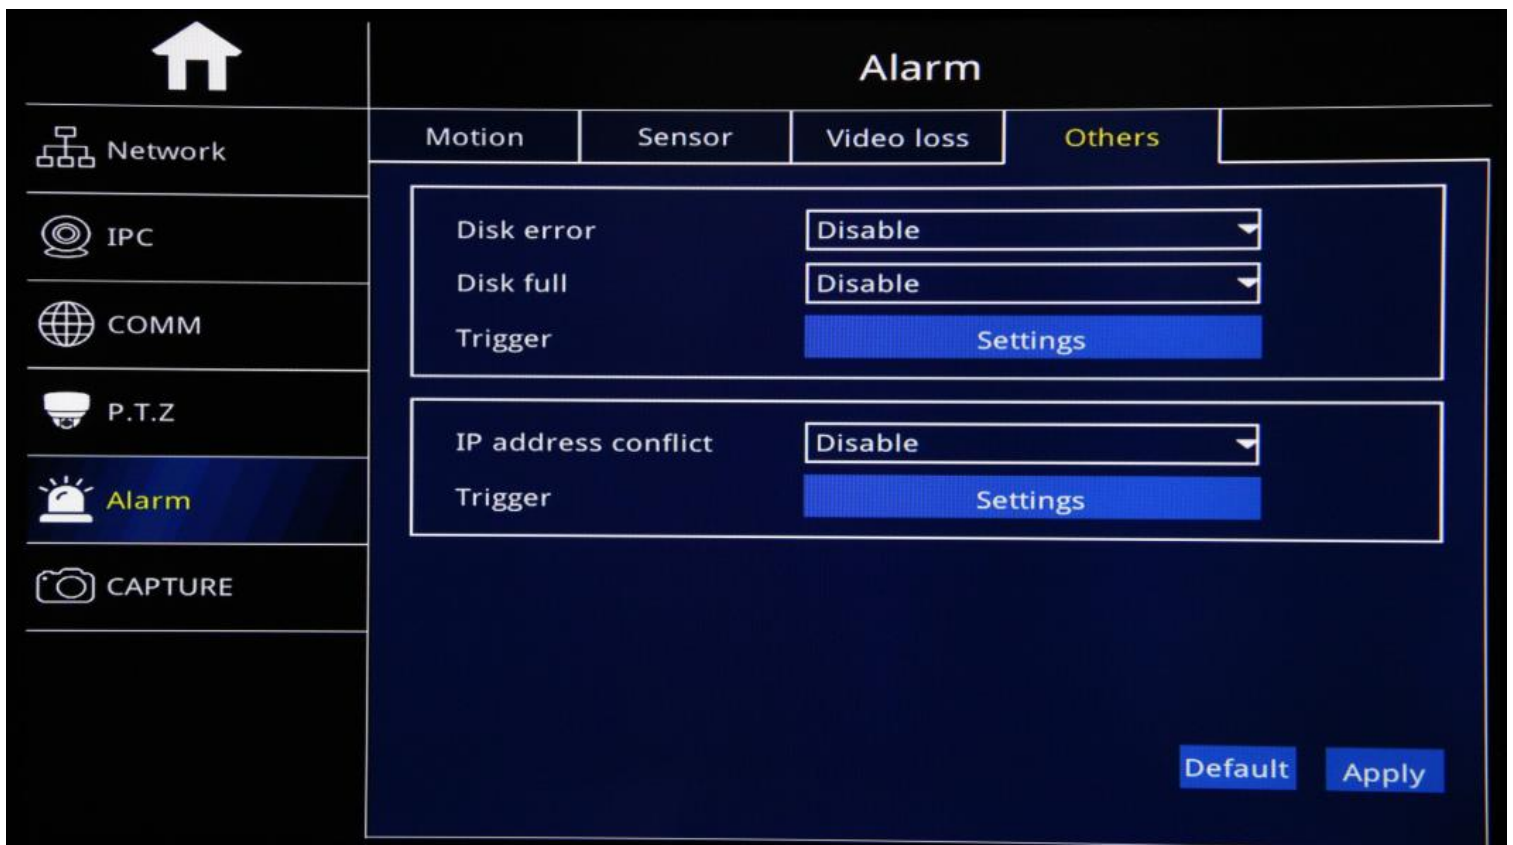 Alarm
Network
Motion Sensor Video loss Others
IPC
Disk error Disable
Disk full Disable
COMM
Trigger Settings
P.T.Z
IP address conflict Disable
Alarm
Trigger Settings
CAPTURE
Default Apply